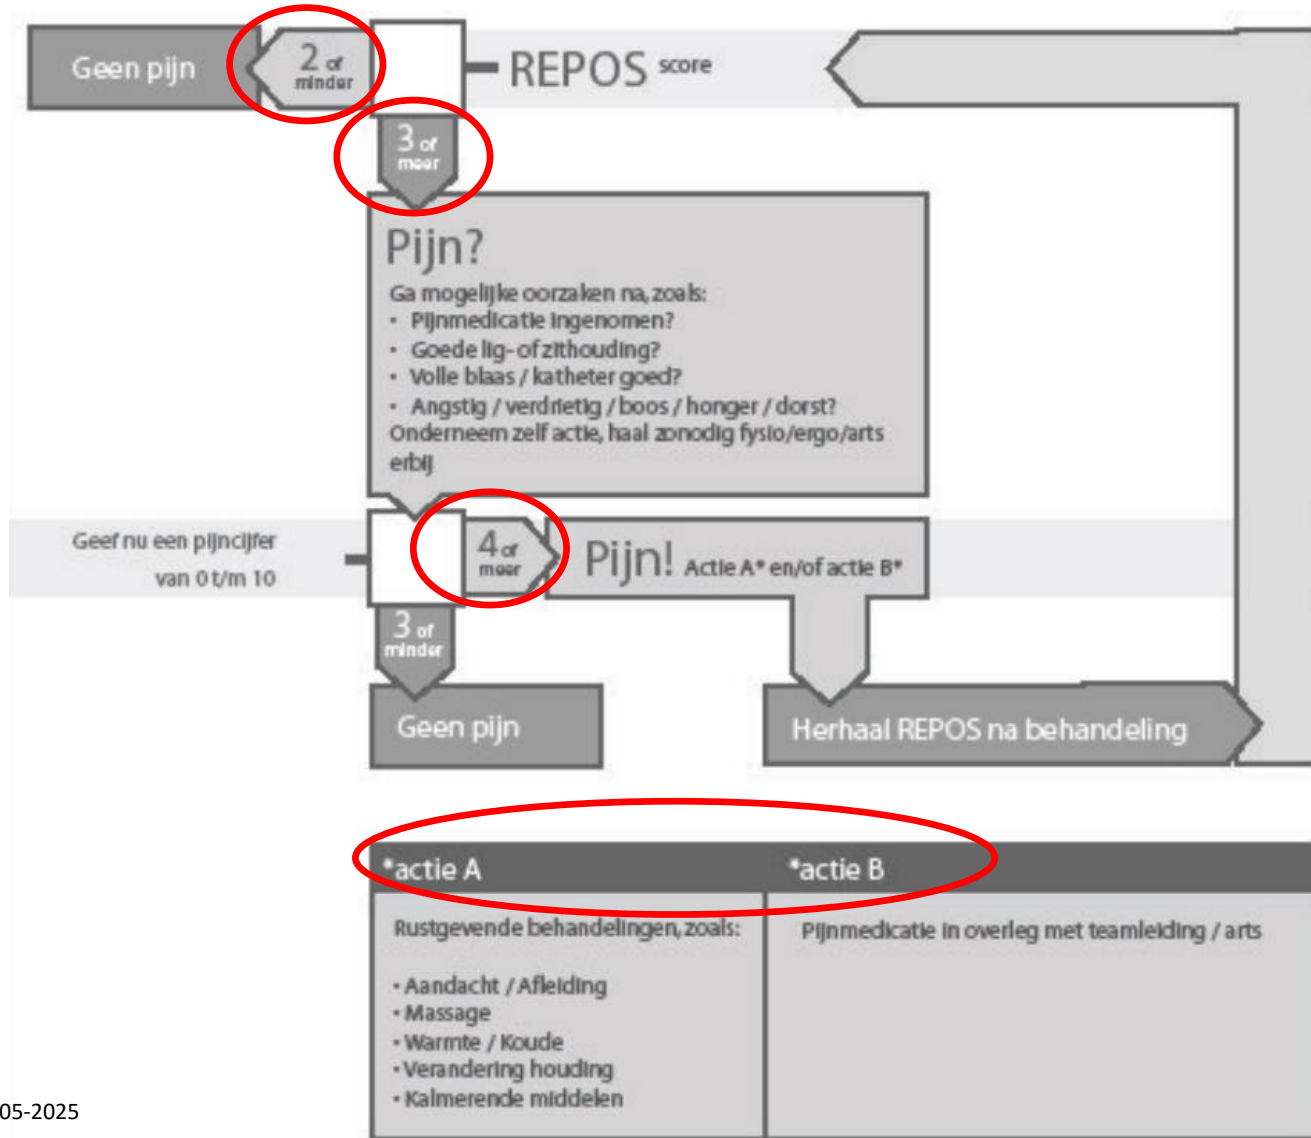 Geen pijn
2 of
minder
REPOS score
3 of
meer
Pijn?
Ga mogelijke oorzaken na, zoals:
• Pijnmedicatie ingenomen?
• Goede lig- of zithouding?
• Volle blaas / katheter goed?
• Angstig / verdrietig / boos / honger / dorst?
Onderneem zelf actie, haal zonodig fysio/ergo/arts
erbij
Geef nu een pijncijfer
van 0 t/m 10
4 of
meer
Pijn! Actie A* en/of actie B*
3 of
minder
Geen pijn
Herhaal REPOS na behandeling
*actie A
*actie B
Rustgevende behandelingen, zoals:
• Aandacht / Afleiding
• Massage
• Warmte / Koude
• Verandering houding
• Kalmerende middelen
Pijnmedicatie in overleg met teamleiding / arts
05-2025